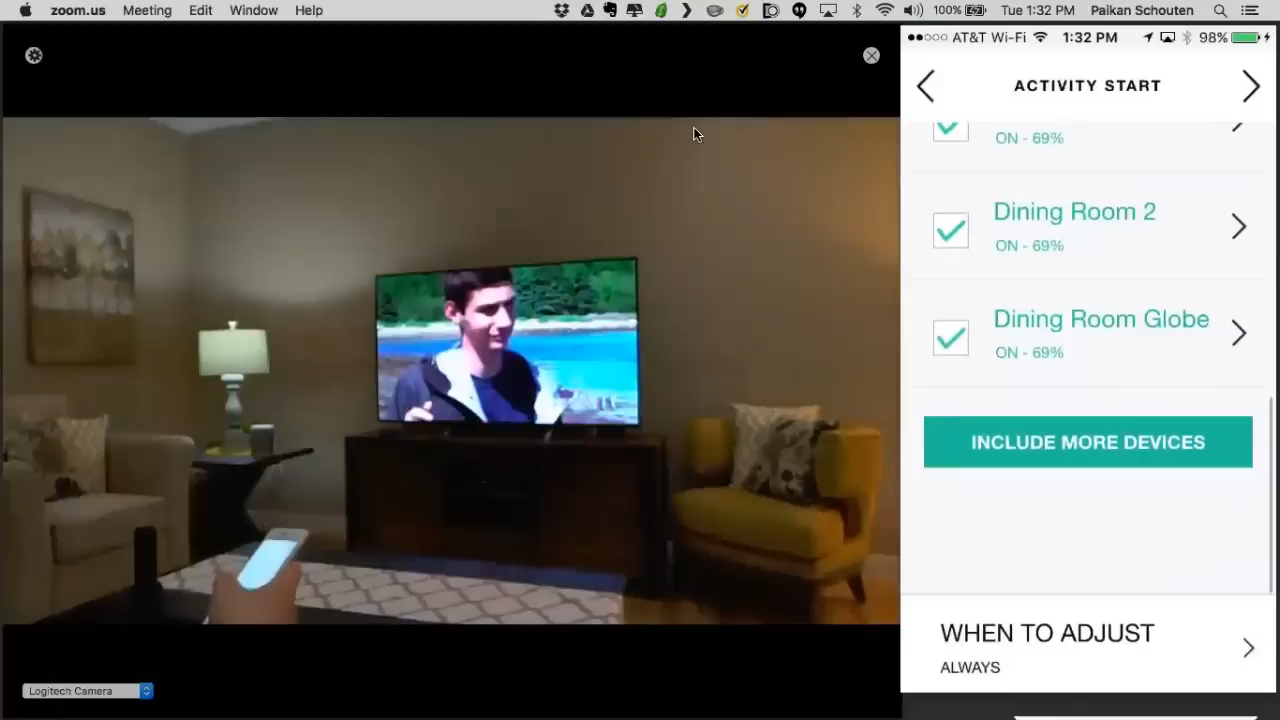 zoom.us Meeting Edit Window Help 100% Tue 1:32 PM Paikan Schouten
AT&T Wi-Fi 1:32 PM 98%
ACTIVITY START
ON - 69%
Dining Room 2
ON - 69%
Dining Room Globe
ON - 69%
INCLUDE MORE DEVICES
WHEN TO ADJUST
ALWAYS
Logitech Camera